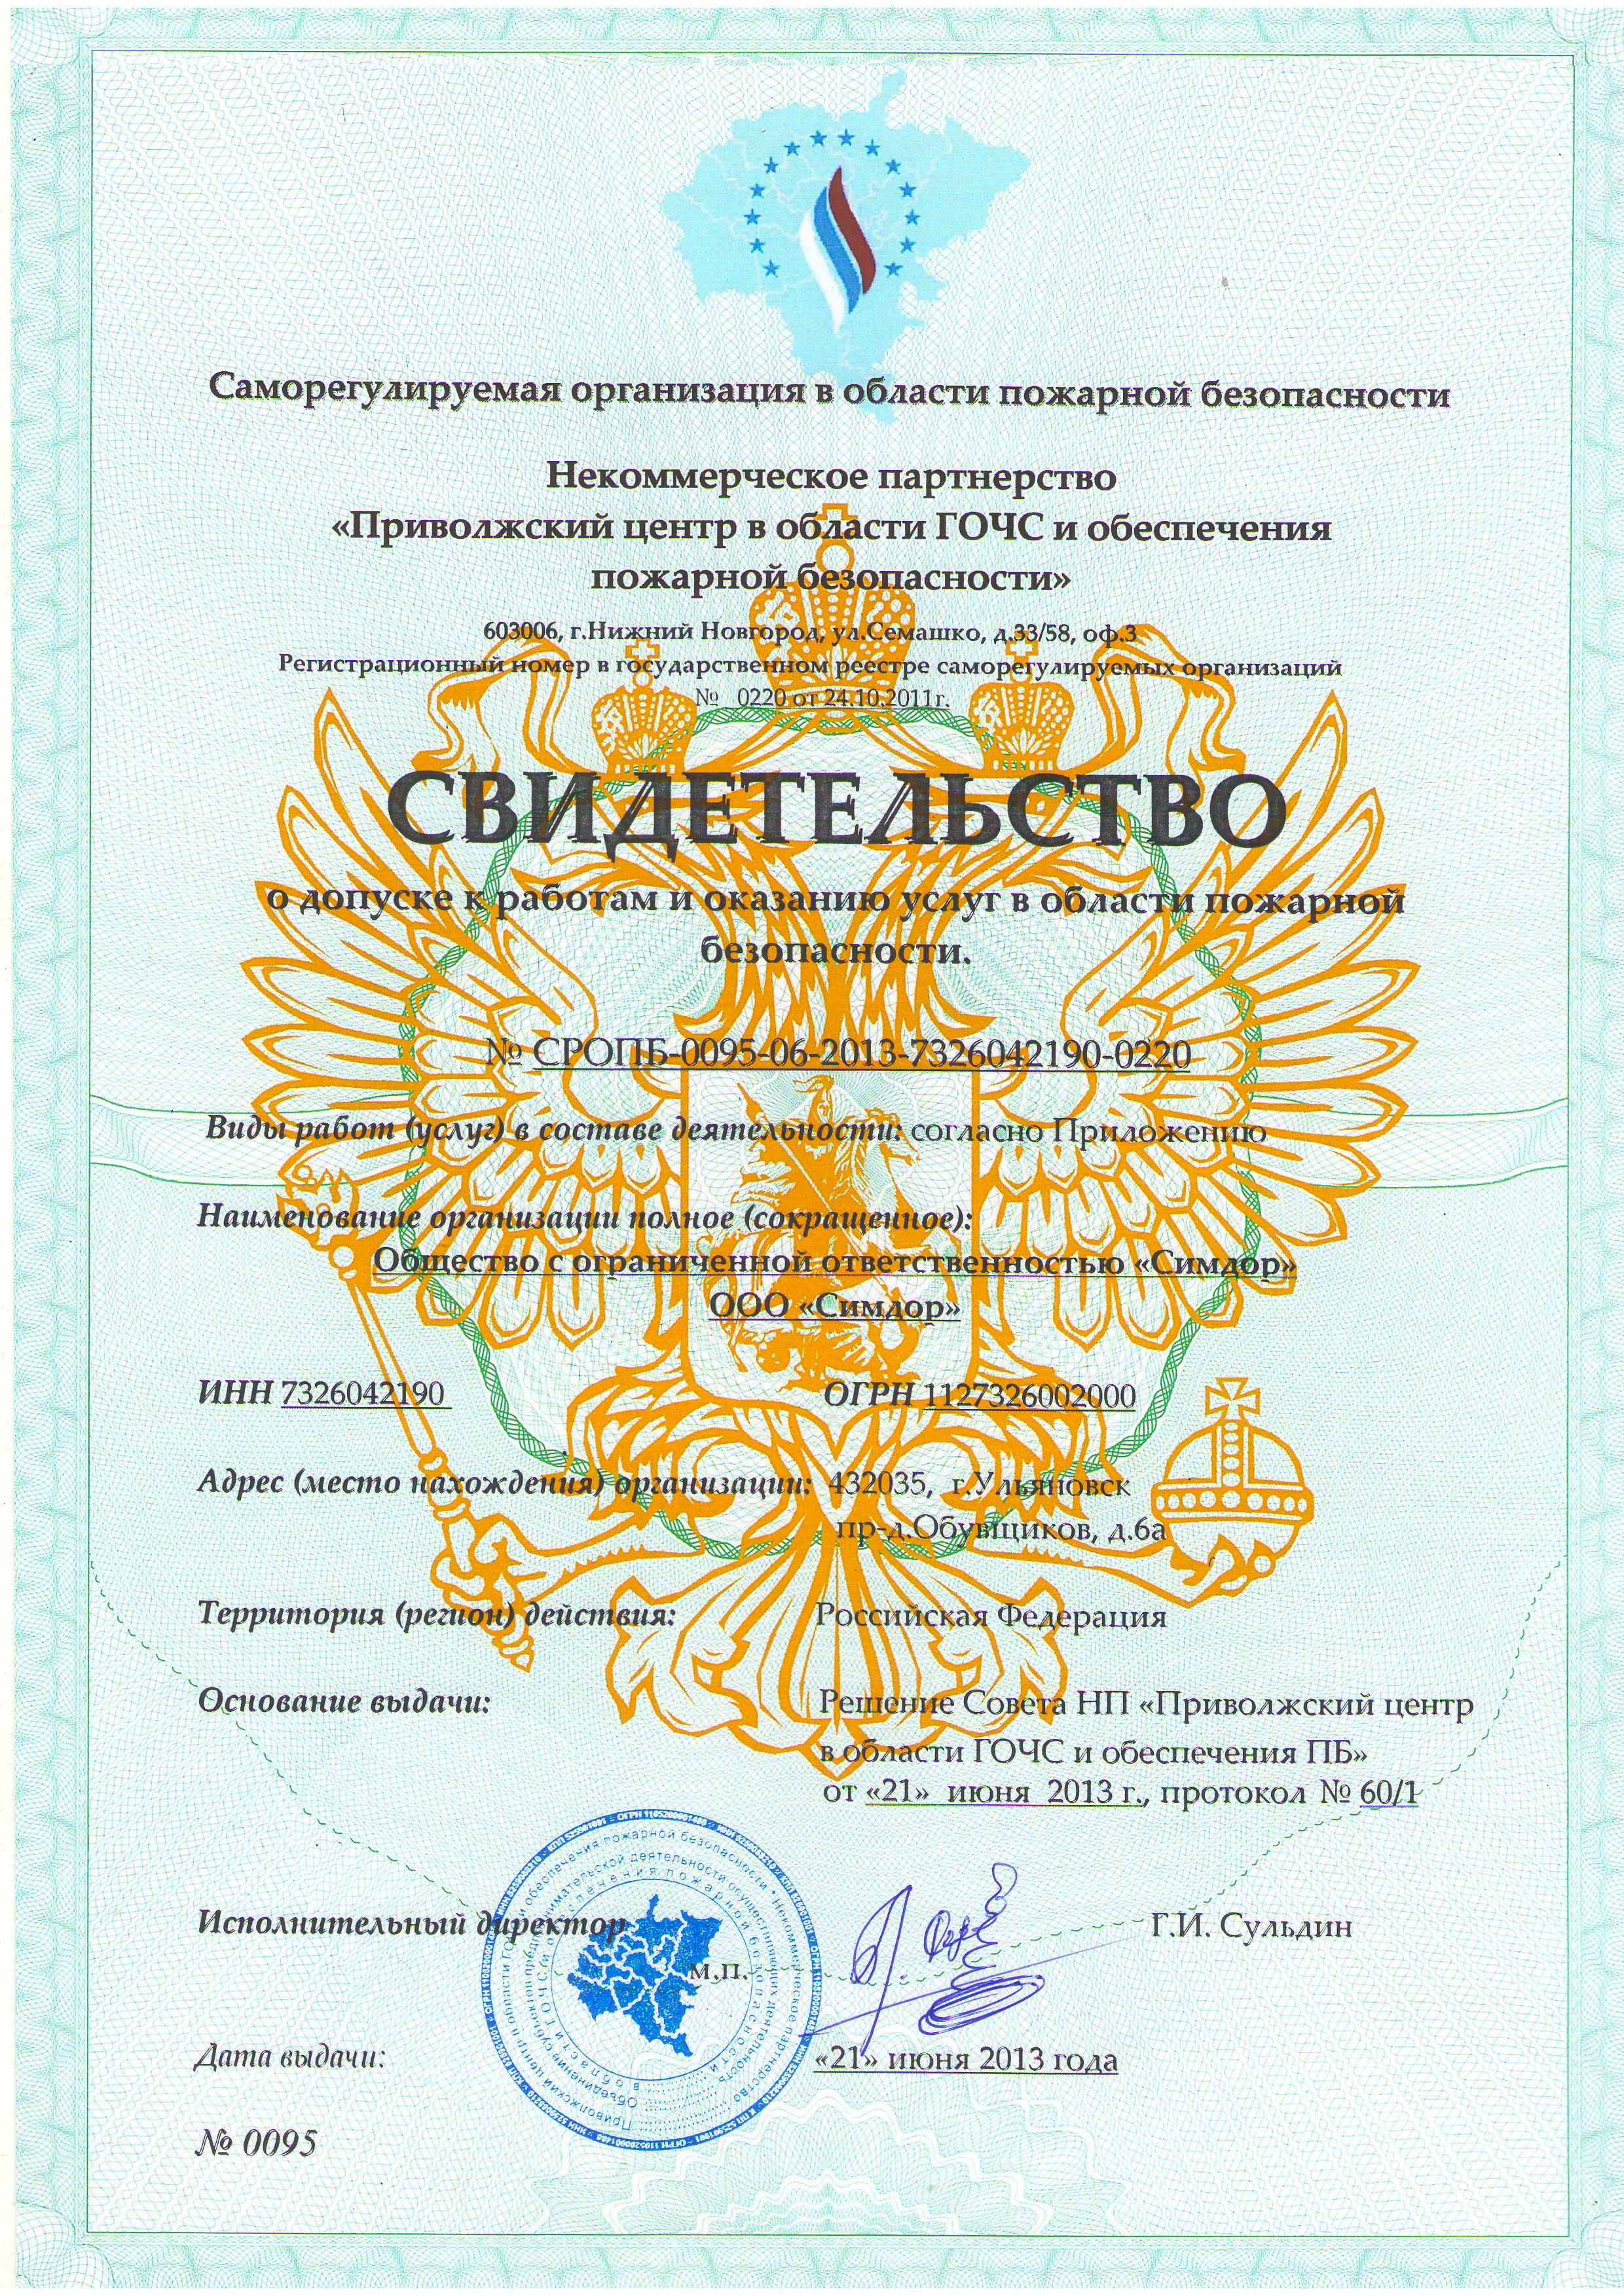 Саморегулируемая организация в области пожарной безопасности
Некоммерческое партнерство
«Приволжский центр в области ГОЧС и обеспечения
пожарной безопасности»
603006, г.Нижний Новгород, ул.Семашко, д.33/58, оф.3
Регистрационный номер в государственном реестре саморегулируемых организаций
№ 0220 от 24.10.2011г.
СВИДЕТЕЛЬСТВО
о допуске к работам и оказанию услуг в области пожарной
безопасности.
№ СРОПБ-0095-06-2013-7326042190-0220
Виды работ (услуг) в составе деятельности: согласно Приложению
Наименование организации полное (сокращенное):
Общество с ограниченной ответственностью «Симдор»
ООО «Симдор»
ИНН 7326042190 ОГРН 1127326002000
Адрес (место нахождения) организации: 432035, г.Ульяновск
пр-д.Обувщиков, д.6а
Территория (регион) действия: Российская Федерация
Основание выдачи: Решение Совета НП «Приволжский центр
в области ГОЧС и обеспечения ПБ»
от «21» июня 2013 г., протокол № 60/1
Исполнительный директор Г.И. Сульдин
м.п.
Дата выдачи: «21» июня 2013 года
№ 0095